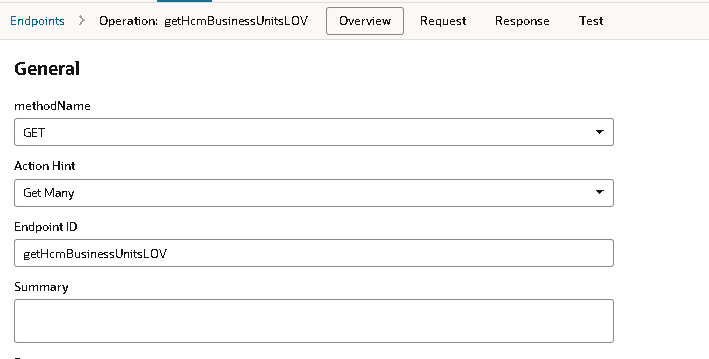 Endpoints > Operation: getHcmBusinessUnitsLOV Overview Request Response Test
General
methodName
GET
Action Hint
Get Many
Endpoint ID
getHcmBusinessUnitsLOV
Summary